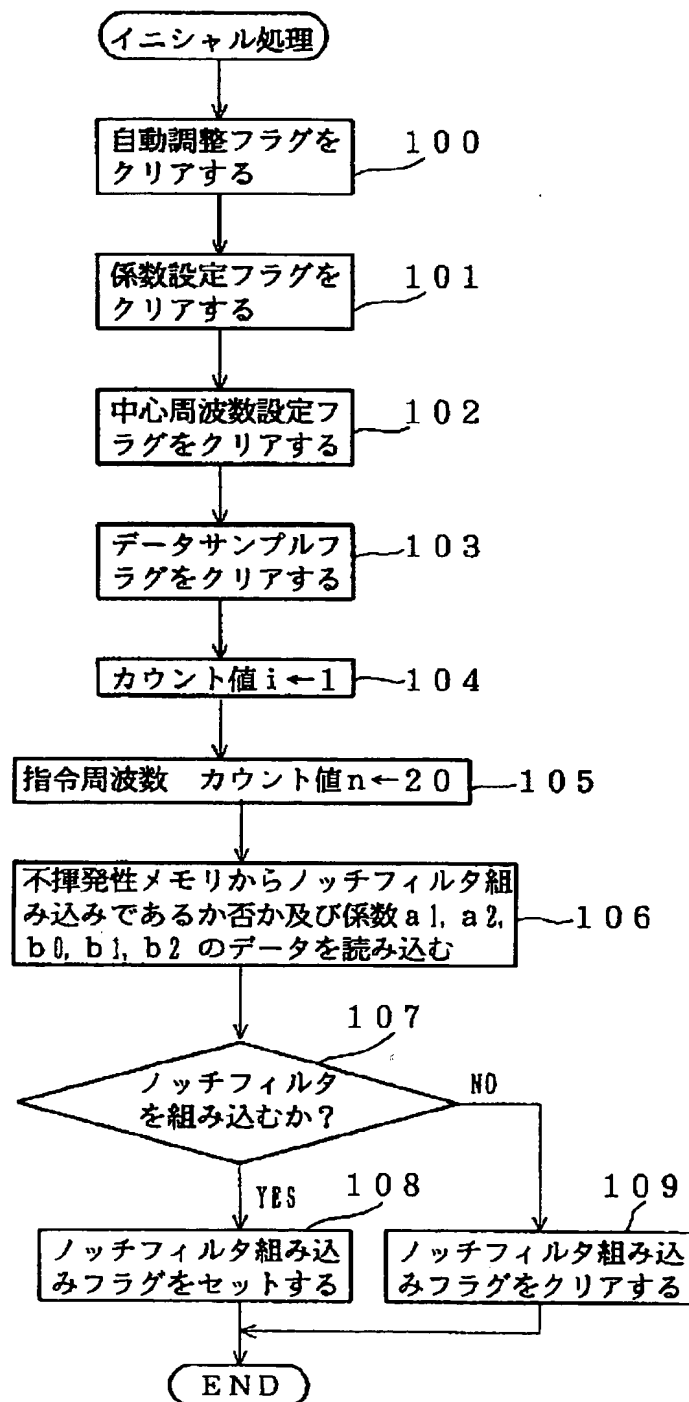 イニシャル処理
自動調整フラグを
クリアする
100
係数設定フラグを
クリアする
101
中心周波数設定フ
ラグをクリアする
102
データサンプルフ
ラグをクリアする
103
カウント値i←1
104
指令周波数 カウント値n←20
105
不揮発性メモリからノッチフィルタ組
み込みであるか否か及び係数a1, a2,
b0, b1, b2 のデータを読み込む
106
107
ノッチフィルタ
を組み込むか?
NO
YES
108
ノッチフィルタ組み込
みフラグをセットする
109
ノッチフィルタ組み込
みフラグをクリアする
END